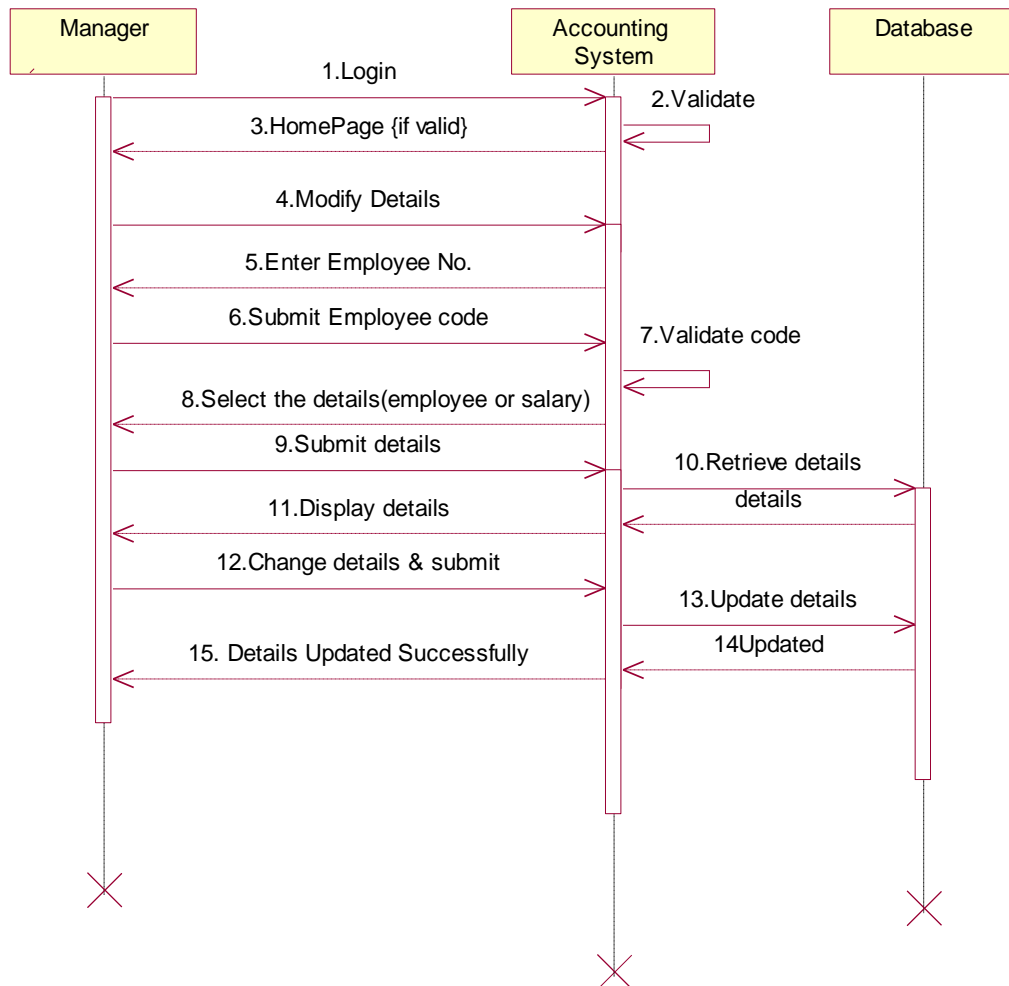 Manager
Accounting
System
Database
1.Login
2.Validate
3.HomePage {if valid}
4.Modify Details
5.Enter Employee No.
6.Submit Employee code
7.Validate code
8.Select the details(employee or salary)
9.Submit details
10.Retrieve details
details
11.Display details
12.Change details & submit
13.Update details
14Updated
15. Details Updated Successfully